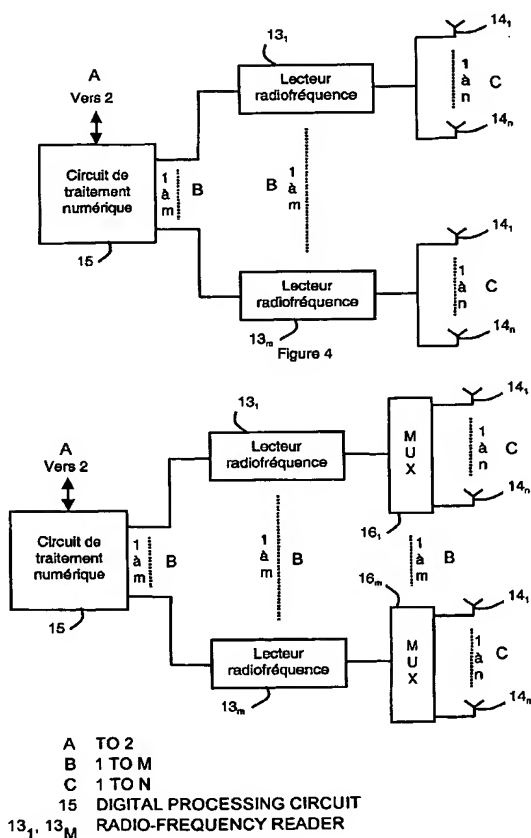 13₁
14₁
A
Vers 2
Lecteur
radiofréquence
1
à
n
C
Circuit de
traitement
numérique
1
à
m
B
B
1
à
m
14ₙ
14₁
15
Lecteur
radiofréquence
1
à
n
C
13ₘ
14ₙ
Figure 4
13₁
14₁
A
Vers 2
Lecteur
radiofréquence
M
U
X
1
à
n
C
14ₙ
Circuit de
traitement
numérique
1
à
m
B
1
à
m
B
16₁
1
à
m
B
16ₘ
14₁
15
Lecteur
radiofréquence
M
U
X
1
à
n
C
13ₘ
14ₙ
A TO 2
B 1 TO M
C 1 TO N
15 DIGITAL PROCESSING CIRCUIT
13₁, 13M RADIO-FREQUENCY READER